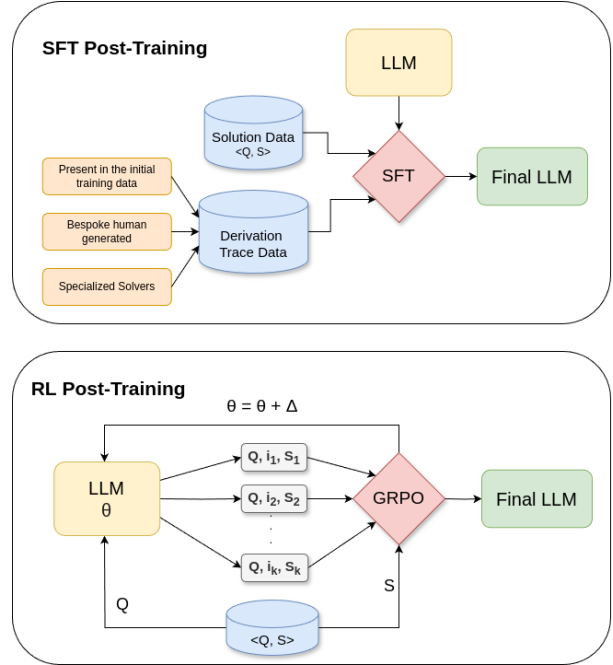 SFT Post-Training
LLM
Solution Data
<Q, S>
Present in the initial
training data
SFT
Final LLM
Bespoke human
generated
Derivation
Trace Data
Specialized Solvers
RL Post-Training
θ = θ + Δ
Q, i₁, S₁
LLM
θ
Q, i₂, S₂
GRPO
Final LLM
.
.
.
Q, iₖ, Sₖ
Q
S
<Q, S>